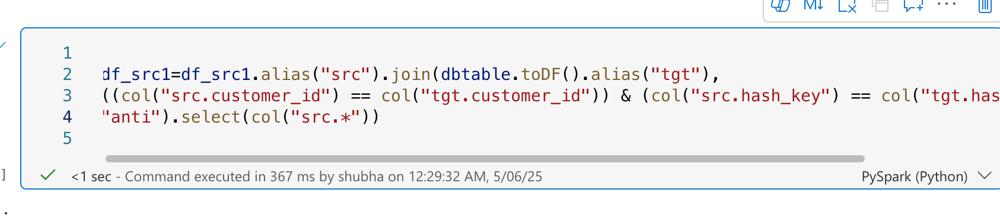 M↓
1
2 df_src1=df_src1.alias("src").join(dbtable.toDF().alias("tgt"),
3 ((col("src.customer_id") == col("tgt.customer_id")) & (col("src.hash_key") == col("tgt.has
4 "anti").select(col("src.*"))
5
]
<1 sec - Command executed in 367 ms by shubha on 12:29:32 AM, 5/06/25
PySpark (Python)
.